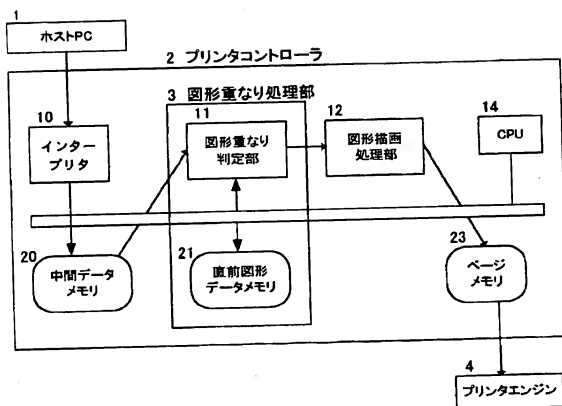 1
ホストPC
2 プリンタコントローラ
3 図形重なり処理部
10
インター
プリタ
11
図形重なり
判定部
12
図形描画
処理部
14
CPU
20
中間データ
メモリ
21
直前図形
データメモリ
23
ページ
メモリ
4
プリンタエンジン